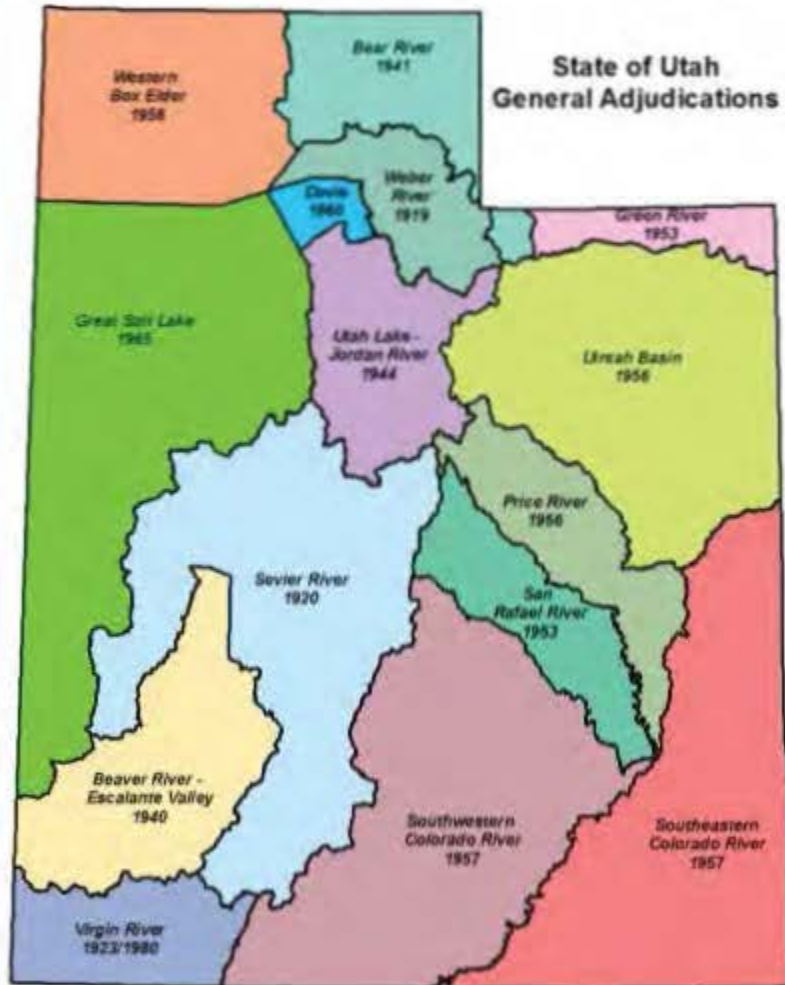 State of Utah
General Adjudications
Bear River
1941
Western
Box Elder
1958
Weber
River
1919
Davis
Green River
1953
Great Salt Lake
1965
Utah Lake -
Jordan River
1944
Uintah Basin
1956
Price River
1956
Sevier River
1920
San
Rafael River
1953
Beaver River -
Escalante Valley
1940
Southwestern
Colorado River
1957
Southeastern
Colorado River
1957
Virgin River
1923/1980